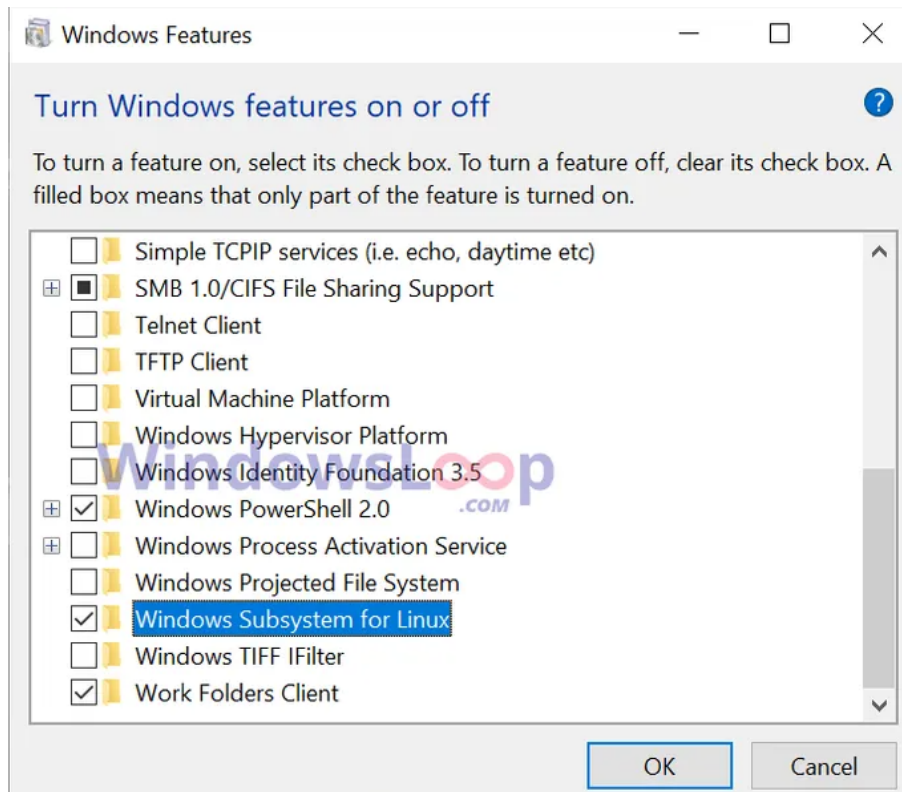 Windows Features
Turn Windows features on or off
?
To turn a feature on, select its check box. To turn a feature off, clear its check box. A
filled box means that only part of the feature is turned on.
Simple TCPIP services (i.e. echo, daytime etc)
SMB 1.0/CIFS File Sharing Support
Telnet Client
TFTP Client
Virtual Machine Platform
Windows Hypervisor Platform
WindowsLoop
Windows Identity Foundation 3.5
.COM
Windows PowerShell 2.0
Windows Process Activation Service
Windows Projected File System
Windows Subsystem for Linux
Windows TIFF IFilter
Work Folders Client
OK
Cancel